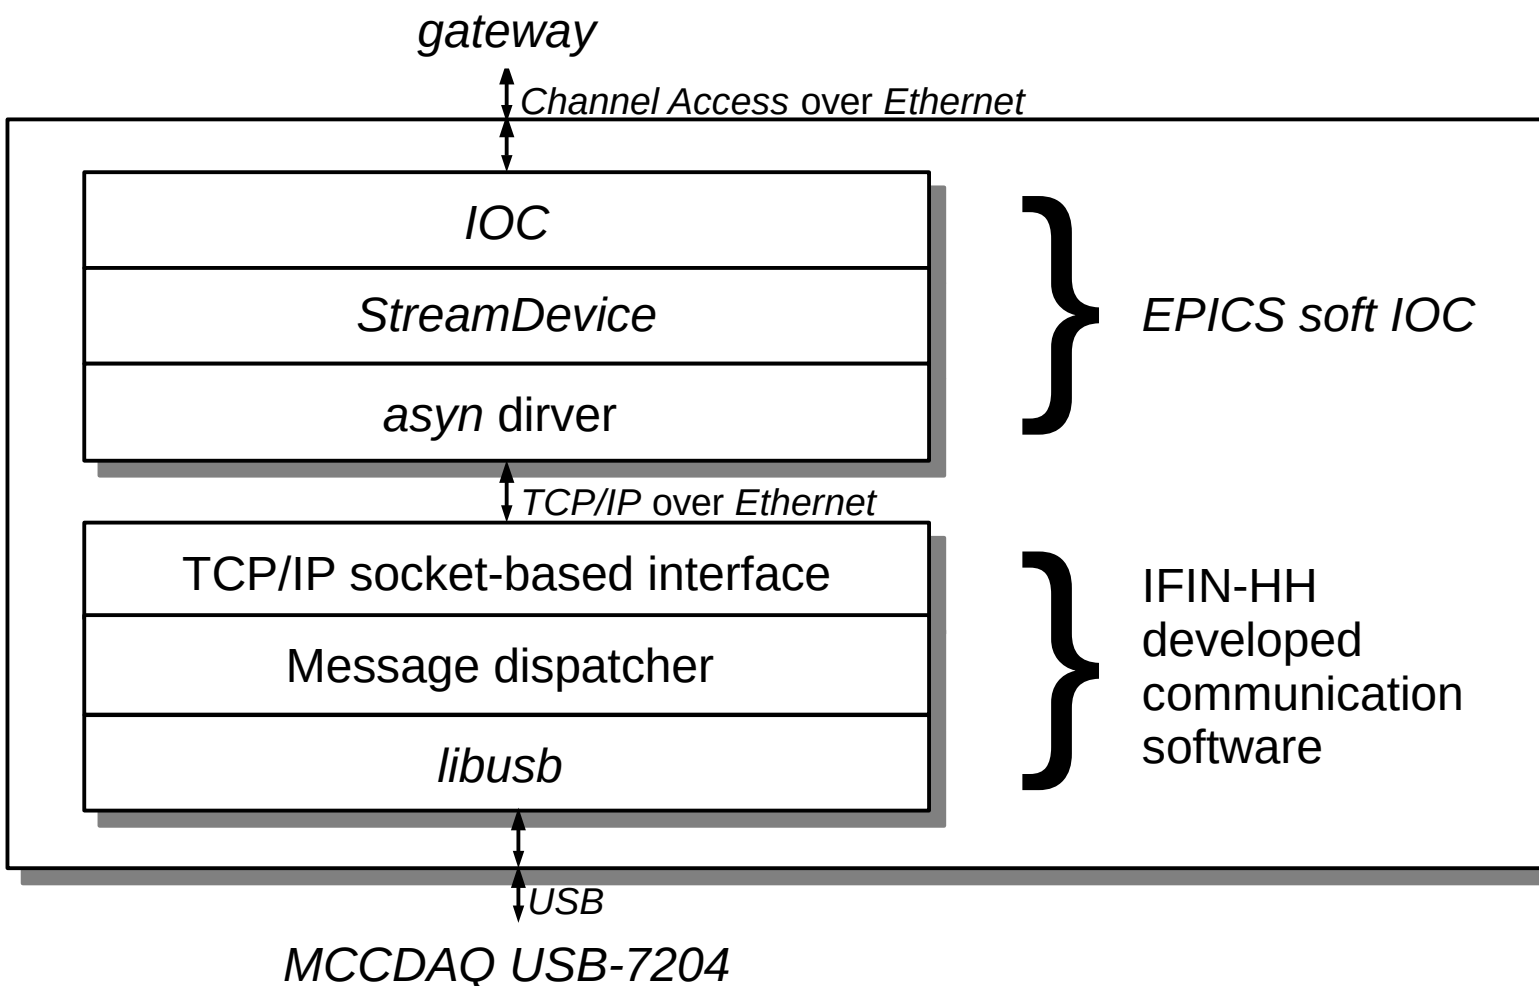 gateway
Channel Access over Ethernet
IOC
StreamDevice
EPICS soft IOC
asyn dirver
TCP/IP over Ethernet
TCP/IP socket-based interface
Message dispatcher
libusb
IFIN-HH
developed
communication
software
USB
MCCDAQ USB-7204